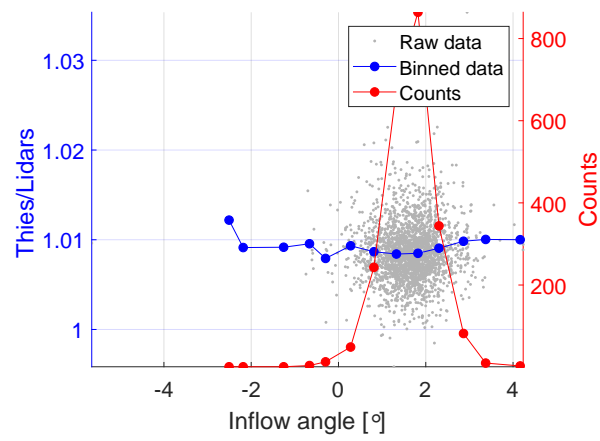 Thies/Lidars
1.03
1.02
1.01
1
Raw data
Binned data
Counts
800
600
400
200
Counts
-4
-2
0
2
4
Inflow angle [º]